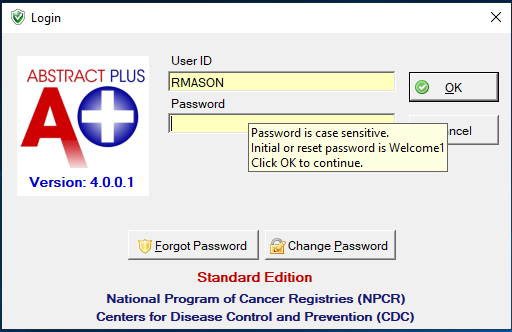 Login
ABSTRACT PLUS
A+
Version: 4.0.0.1
User ID
RMASON
Password
Password is case sensitive.
Initial or reset password is Welcome1
Click OK to continue.
OK
ancel
Forgot Password
Change Password
Standard Edition
National Program of Cancer Registries (NPCR)
Centers for Disease Control and Prevention (CDC)